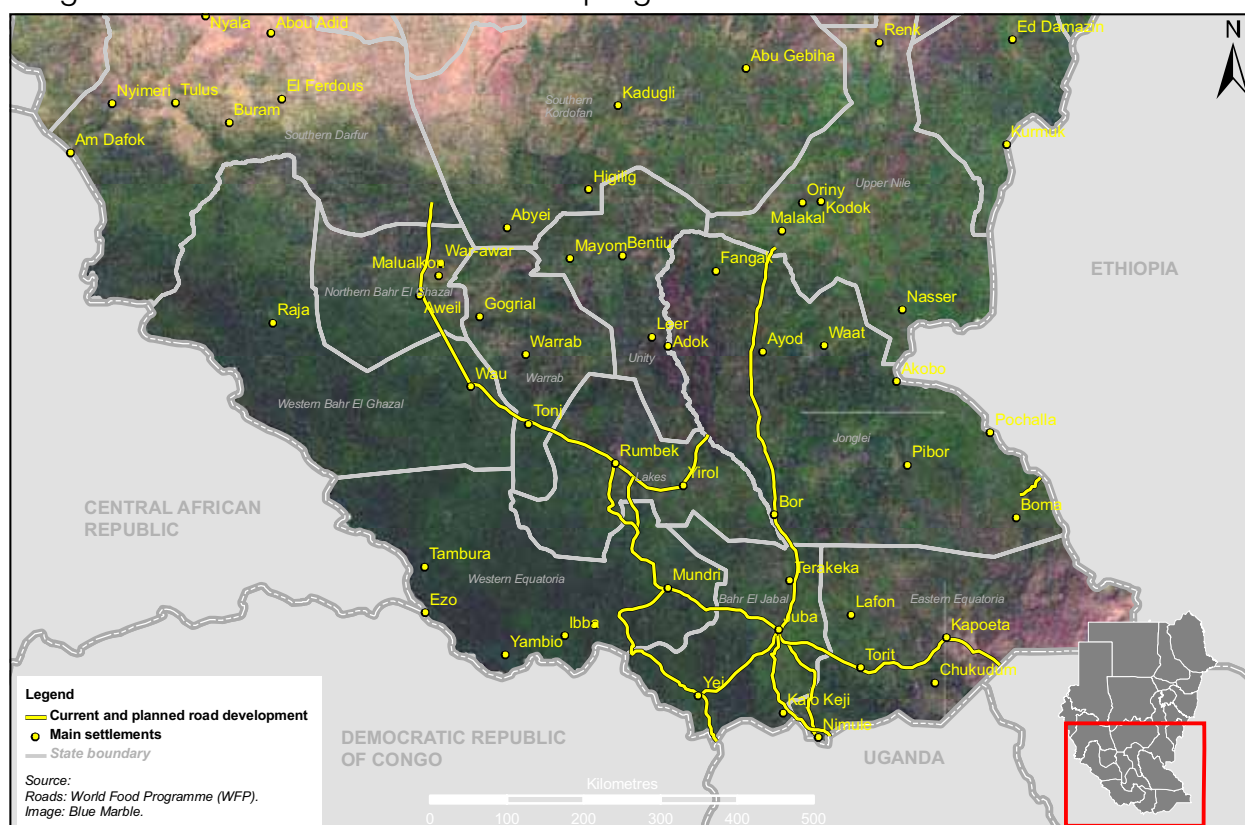 Nyala
Abou Adid
Renk
Ed Damazin
N
Abu Gebiha
Nyimeri
Tulus
El Ferdous
Kadugli
Buram
Southern
Kordofan
Southern Darfur
Am Dafok
Kurmuk
Higilig
Upper Nile
Oriny
Kodok
Abyei
Malakal
War-awar
Mayom
Bentiu
Malualkon
Fangak
ETHIOPIA
Northern Bahr El Ghazal
Aweil
Nasser
Raja
Gogrial
Leer
Adok
Ayod
Waat
Warrab
Unity
Warrab
Wau
Akobo
Western Bahr El Ghazal
Tonj
Pochalla
Jonglei
Rumbek
Pibor
Lakes
Yirol
CENTRAL AFRICAN
REPUBLIC
Bor
Boma
Tambura
Western Equatoria
Mundri
Terakeka
Bahr El Jabal
Eastern Equatoria
Ezo
Lafon
Ibba
Juba
Kapoeta
Yambio
Torit
Chukudum
Yei
Kajo Keji
Nimule
Legend
Current and planned road development
Main settlements
State boundary
Source:
Roads: World Food Programme (WFP).
Image: Blue Marble.
DEMOCRATIC REPUBLIC
OF CONGO
UGANDA
Kilometres
0 100 200 300 400 500